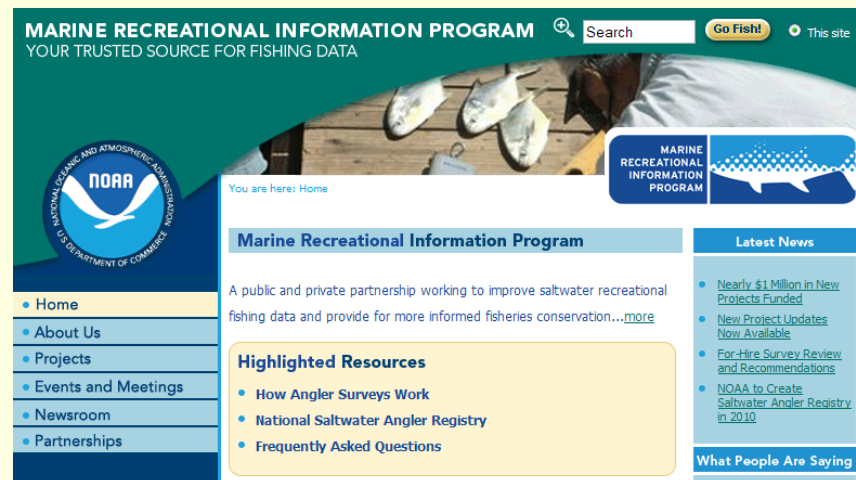 MARINE RECREATIONAL INFORMATION PROGRAM
YOUR TRUSTED SOURCE FOR FISHING DATA
Search
Go Fish!
This site
NATIONAL OCEANIC AND ATMOSPHERIC ADMINISTRATION
NOAA
U.S. DEPARTMENT OF COMMERCE
MARINE
RECREATIONAL
INFORMATION
PROGRAM
You are here: Home
Home
About Us
Projects
Events and Meetings
Newsroom
Partnerships
Marine Recreational Information Program
A public and private partnership working to improve saltwater recreational
fishing data and provide for more informed fisheries conservation...more
Highlighted Resources
How Angler Surveys Work
National Saltwater Angler Registry
Frequently Asked Questions
Latest News
Nearly $1 Million in New
Projects Funded
New Project Updates
Now Available
For-Hire Survey Review
and Recommendations
NOAA to Create
Saltwater Angler Registry
in 2010
What People Are Saying